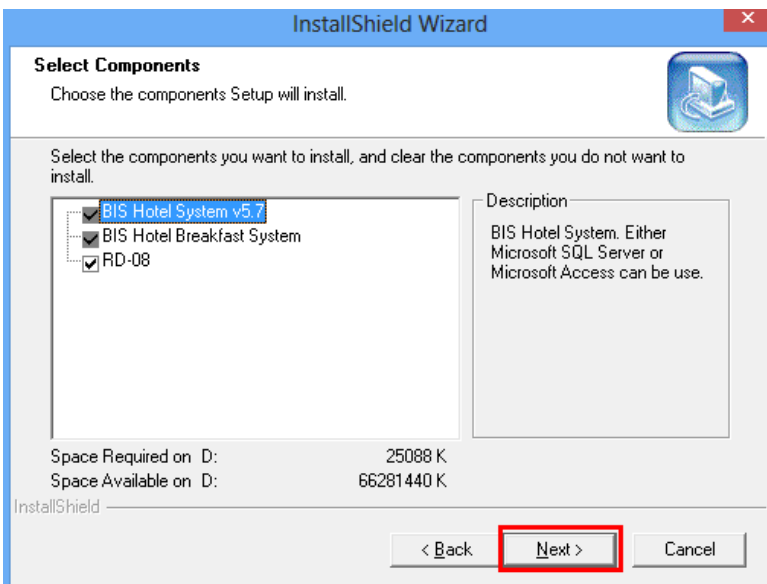 InstallShield Wizard
Select Components
Choose the components Setup will install.
Select the components you want to install, and clear the components you do not want to
install.
BIS Hotel System v5.7
BIS Hotel Breakfast System
RD-08
Description
BIS Hotel System. Either
Microsoft SQL Server or
Microsoft Access can be use.
Space Required on D: 25088 K
Space Available on D: 66281440 K
InstallShield
< Back Next > Cancel